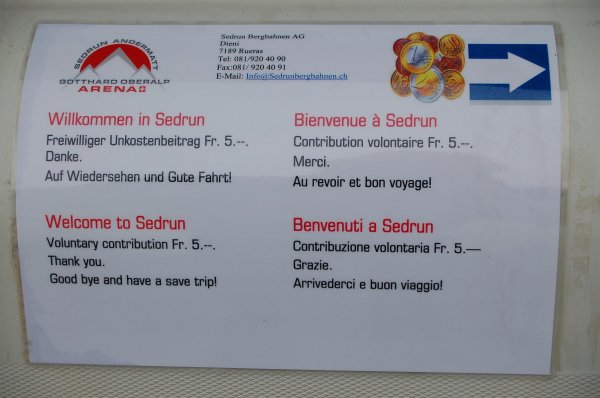 SEDRUN ANDERMATT
GOTTHARD OBERALP
ARENA
Sedrun Bergbahnen AG
Dieni
7189 Rueras
Tel: 081/920 40 90
Fax:081/ 920 40 91
E-Mail: Info@Sedrunbergbahnen.ch
Willkommen in Sedrun
Freiwilliger Unkostenbeitrag Fr. 5.--.
Danke.
Auf Wiedersehen und Gute Fahrt!
Bienvenue à Sedrun
Contribution volontaire Fr. 5.--.
Merci.
Au revoir et bon voyage!
Welcome to Sedrun
Voluntary contribution Fr. 5.--.
Thank you.
Good bye and have a save trip!
Benvenuti a Sedrun
Contribuzione volontaria Fr. 5.—
Grazie.
Arrivederci e buon viaggio!